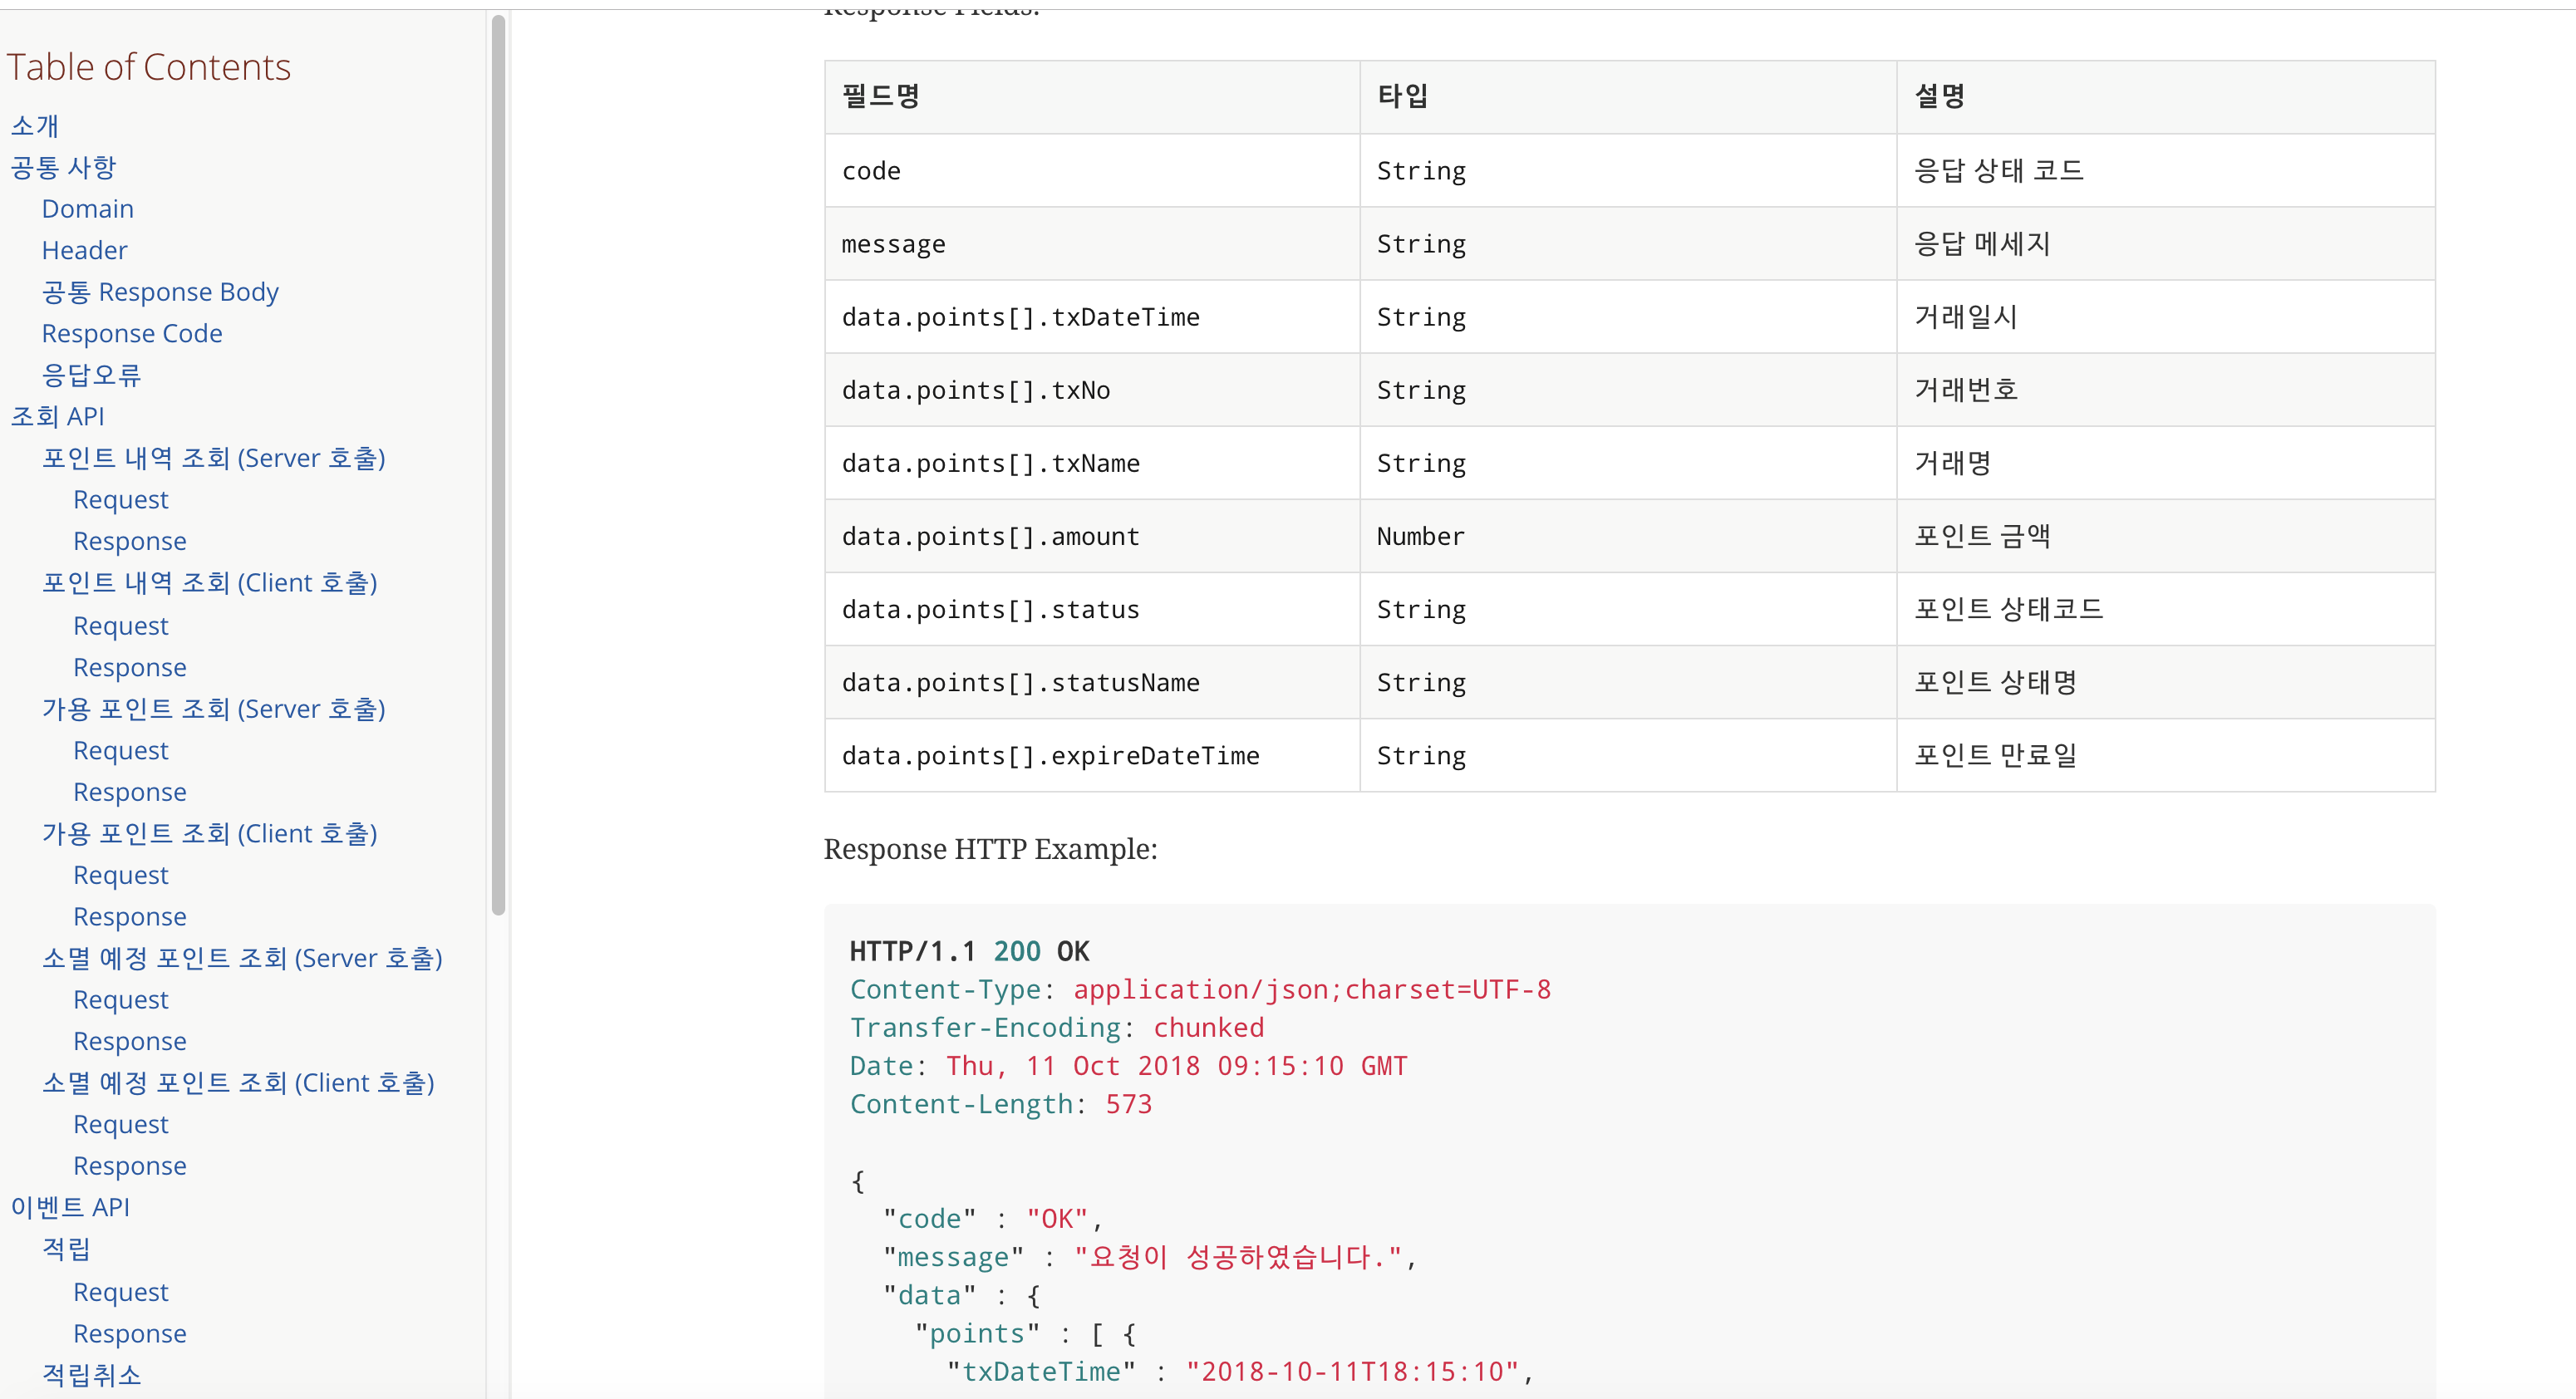 Table of Contents
소개
공통 사항
Domain
Header
공통 Response Body
Response Code
응답오류
조회 API
포인트 내역 조회 (Server 호출)
Request
Response
포인트 내역 조회 (Client 호출)
Request
Response
가용 포인트 조회 (Server 호출)
Request
Response
가용 포인트 조회 (Client 호출)
Request
Response
소멸 예정 포인트 조회 (Server 호출)
Request
Response
소멸 예정 포인트 조회 (Client 호출)
Request
Response
이벤트 API
적립
Request
Response
적립취소
Response Fields:
필드명 타입 설명
code String 응답 상태 코드
message String 응답 메세지
data.points[].txDateTime String 거래일시
data.points[].txNo String 거래번호
data.points[].txName String 거래명
data.points[].amount Number 포인트 금액
data.points[].status String 포인트 상태코드
data.points[].statusName String 포인트 상태명
data.points[].expireDateTime String 포인트 만료일
Response HTTP Example:
HTTP/1.1 200 OK
Content-Type: application/json;charset=UTF-8
Transfer-Encoding: chunked
Date: Thu, 11 Oct 2018 09:15:10 GMT
Content-Length: 573
{
"code" : "OK",
"message" : "요청이 성공하였습니다.",
"data" : {
"points" : [ {
"txDateTime" : "2018-10-11T18:15:10",